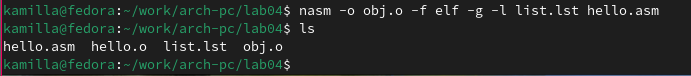 kamilla@fedora:~/work/arch-pc/lab04$ nasm -o obj.o -f elf -g -l list.lst hello.asm
kamilla@fedora:~/work/arch-pc/lab04$ ls
hello.asm  hello.o  list.lst  obj.o
kamilla@fedora:~/work/arch-pc/lab04$